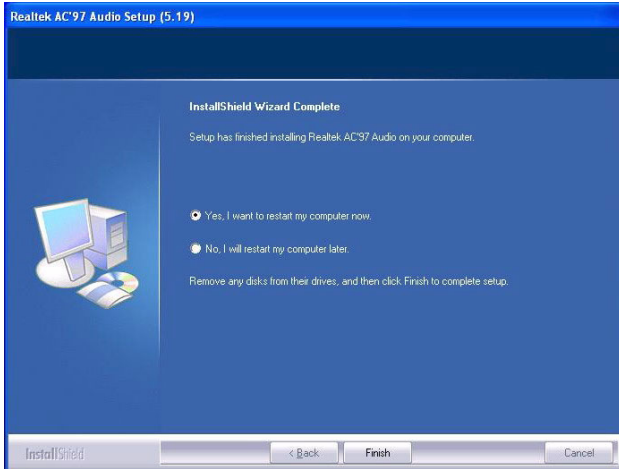 Realtek AC'97 Audio Setup (5.19)
InstallShield Wizard Complete
Setup has finished installing Realtek AC'97 Audio on your computer.
Yes, I want to restart my computer now.
No, I will restart my computer later.
Remove any disks from their drives, and then click Finish to complete setup.
InstallShield
< Back
Finish
Cancel